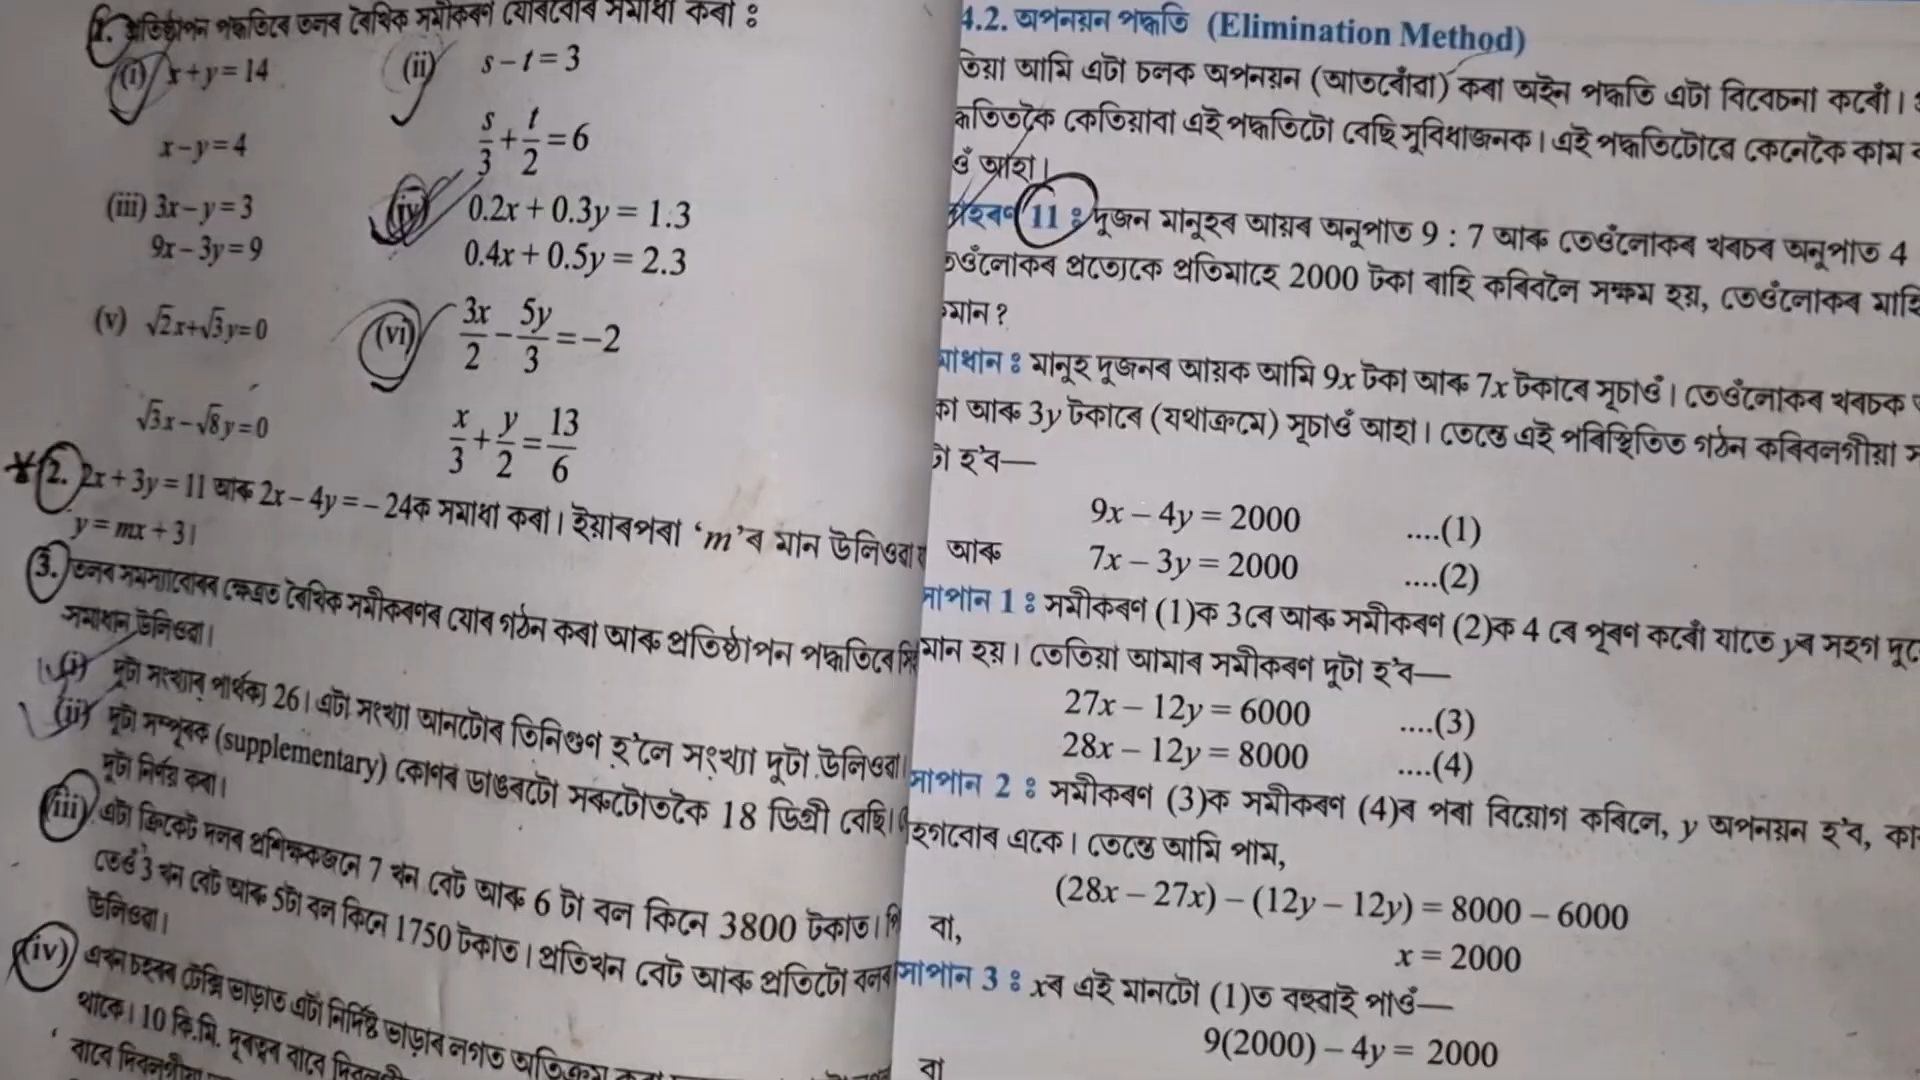 1. প্ৰতিষ্ঠাপন পদ্ধতিৰে তলৰ ৰৈখিক সমীকৰণ যোৰবোৰ সমাধা কৰা :
(i) x + y = 14
x – y = 4
(ii) s – t = 3
s/3 + t/2 = 6
(iii) 3x – y = 3
9x – 3y = 9
(iv) 0.2x + 0.3y = 1.3
0.4x + 0.5y = 2.3
(v) √2x+√3y=0
√3x–√8y=0
(vi) 3x/2 – 5y/3 = –2
x/3 + y/2 = 13/6
2. 2x + 3y = 11 আৰু 2x – 4y = – 24ক সমাধা কৰা। ইয়াৰপৰা ‘m’ৰ মান উলিওৱা
y = mx + 3।
3. তলৰ সমস্যাবোৰৰ ক্ষেত্ৰত ৰৈখিক সমীকৰণৰ যোৰ গঠন কৰা আৰু প্ৰতিষ্ঠাপন পদ্ধতিৰে
সমাধান উলিওৱা।
(i) দুটা সংখ্যাৰ পাৰ্থক্য 26। এটা সংখ্যা আনটোৰ তিনিগুণ হ’লে সংখ্যা দুটা উলিওৱা।
(ii) দুটা সম্পূৰক (supplementary) কোণৰ ডাঙৰটো সৰুটোতকৈ 18 ডিগ্ৰী বেছি।
দুটা নিৰ্ণয় কৰা।
(iii) এটা ক্ৰিকেট দলৰ প্ৰশিক্ষকজনে 7 খন বেট আৰু 6 টা বল কিনে 3800 টকাত।
তেওঁ 3 খন বেট আৰু 5টা বল কিনে 1750 টকাত। প্ৰতিখন বেট আৰু প্ৰতিটো বলৰ
উলিওৱা।
(iv) এখন চহৰৰ টেক্সি ভাড়াত এটা নিৰ্দিষ্ট ভাড়াৰ লগত অতিক্ৰম কৰা
থাকে। 10 কি.মি. দূৰত্বৰ বাবে
বাবে
4.2. অপনয়ন পদ্ধতি (Elimination Method)
আমি এটা চলক অপনয়ন (আতৰোঁৱা) কৰা অইন পদ্ধতি এটা বিবেচনা কৰোঁ।
কেতিয়াবা এই পদ্ধতিটো বেছি সুবিধাজনক। এই পদ্ধতিটোৰে কেনেকৈ কাম
আহা।
11 : দুজন মানুহৰ আয়ৰ অনুপাত 9 : 7 আৰু তেওঁলোকৰ খৰচৰ অনুপাত 4
প্ৰত্যেকে প্ৰতিমাহে 2000 টকা ৰাহি কৰিবলৈ সক্ষম হয়, তেওঁলোকৰ
মান ?
মানুহ দুজনৰ আয়ক আমি 9x টকা আৰু 7x টকাৰে সূচাওঁ। তেওঁলোকৰ খৰচক
আৰু 3y টকাৰে (যথাক্ৰমে) সূচাওঁ আহা। তেন্তে এই পৰিস্থিতিত গঠন কৰিবলগীয়া
হ’ব—
9x – 4y = 2000 ....(1)
আৰু 7x – 3y = 2000 ....(2)
সোপান 1 : সমীকৰণ (1)ক 3ৰে আৰু সমীকৰণ (2)ক 4 ৰে পূৰণ কৰোঁ যাতে yৰ সহগ
হয়। তেতিয়া আমাৰ সমীকৰণ দুটা হ’ব—
27x – 12y = 6000 ....(3)
28x – 12y = 8000 ....(4)
সোপান 2 : সমীকৰণ (3)ক সমীকৰণ (4)ৰ পৰা বিয়োগ কৰিলে, y অপনয়ন হ’ব,
একে। তেন্তে আমি পাম,
(28x – 27x) – (12y – 12y) = 8000 – 6000
বা, x = 2000
সোপান 3 : xৰ এই মানটো (1)ত বহুৱাই পাওঁ—
9(2000) – 4y = 2000
বা